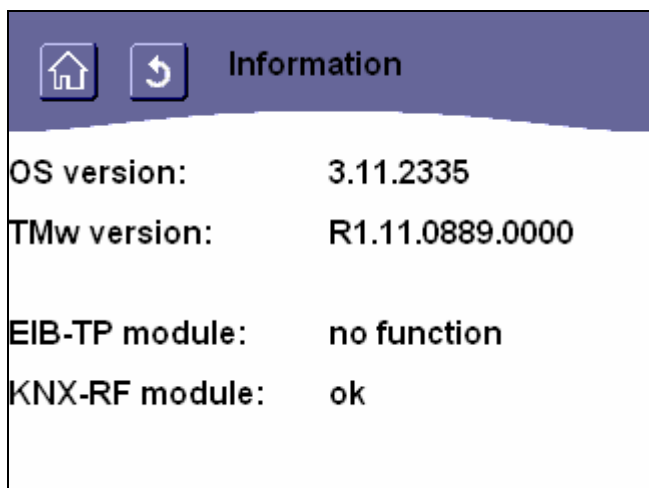 Information
OS version: 3.11.2335
TMw version: R1.11.0889.0000
EIB-TP module: no function
KNX-RF module: ok